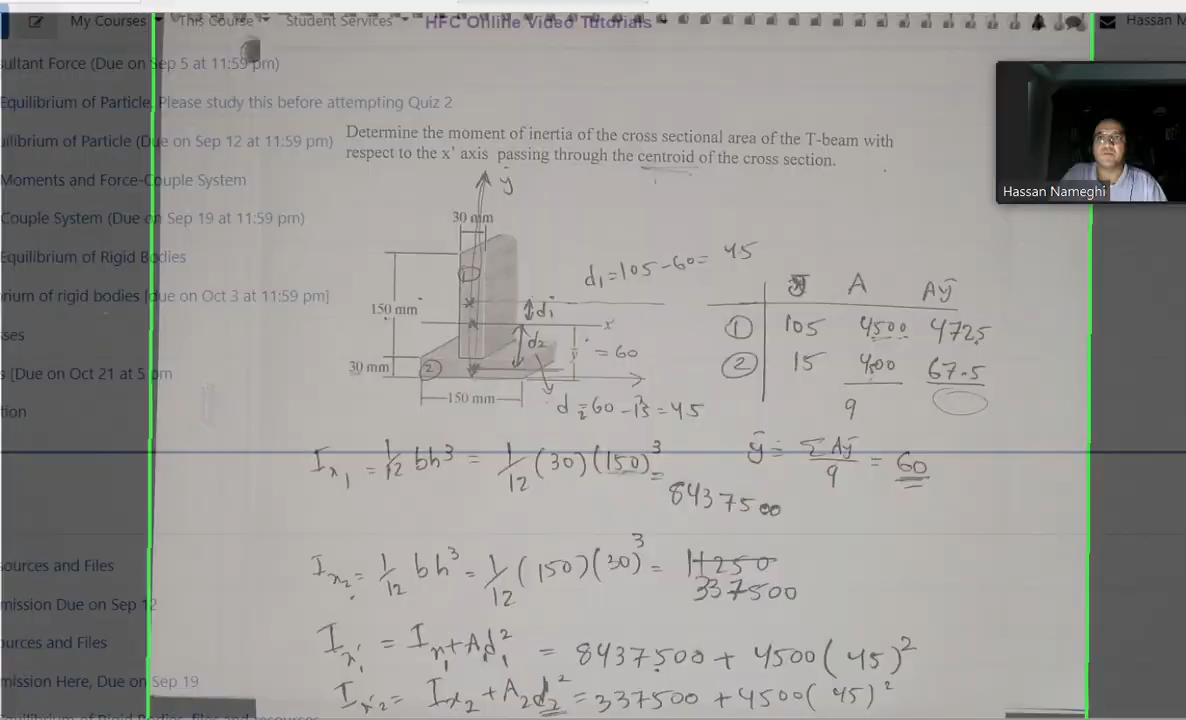 My Courses This Course Student Services HFC Online Video Tutorials Hassan M
sultant Force (Due on Sep 5 at 11:59 pm)
Equilibrium of Particle, Please study this before attempting Quiz 2
uilibrium of Particle (Due on Sep 12 at 11:59 pm)
Determine the moment of inertia of the cross sectional area of the T-beam with
respect to the x' axis passing through the centroid of the cross section.
Moments and Force-Couple System
Hassan Nameghi
Couple System (Due on Sep 19 at 11:59 pm)
Equilibrium of Rigid Bodies
rium of rigid bodies [due on Oct 3 at 11:59 pm]
sses
s [Due on Oct 21 at 5 pm
tion
y
30 mm
150 mm
30 mm
150 mm
x'
d₁
d₂
= 60
②
d₁=105-60= 45
d₂=60-15=45
A Aȳ
① 105 4500 4725
② 15 67.5
9
ȳ = ΣAȳ/9 = 60
Ix₁ = 1/12 bh³ = 1/12 (30)(150)³ =
8437500
Ix₂ = 1/12 bh³ = 1/12 (150)(30)³ = 11250
337500
Ix'₁ = Ix₁+A₁d₁² = 8437500 + 4500(45)²
Ix'₂ = Ix₂+A₂d₂² = 337500 + 4500(45)²
ources and Files
mission Due on Sep 12
ources and Files
mission Here, Due on Sep 19